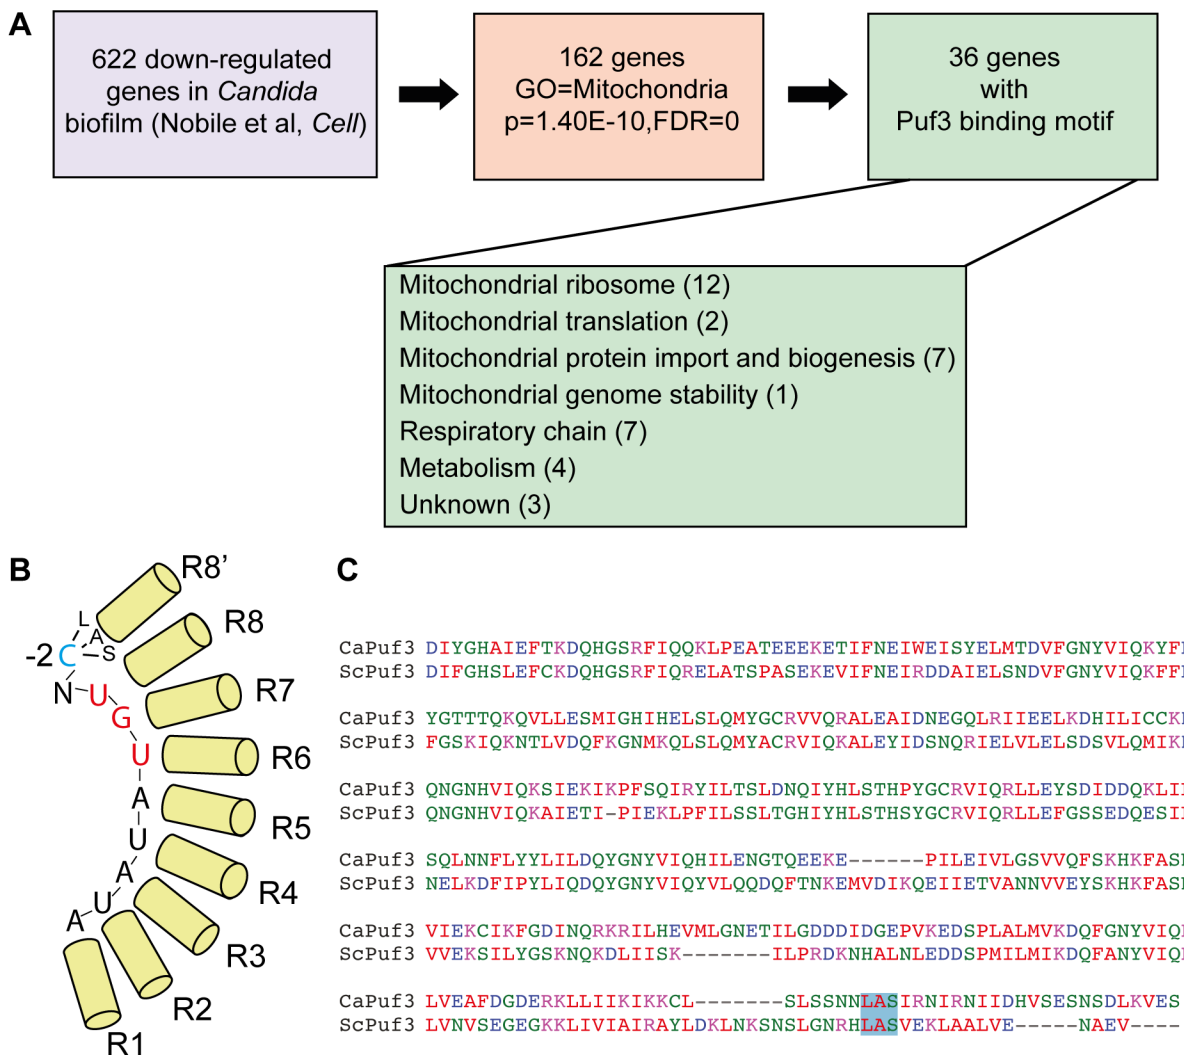 A
622 down-regulated
genes in Candida
biofilm (Nobile et al, Cell)
162 genes
GO=Mitochondria
p=1.40E-10,FDR=0
36 genes
with
Puf3 binding motif
Mitochondrial ribosome (12)
Mitochondrial translation (2)
Mitochondrial protein import and biogenesis (7)
Mitochondrial genome stability (1)
Respiratory chain (7)
Metabolism (4)
Unknown (3)
B
R8’
R8
R7
R6
R5
R4
R3
R2
R1
L
A
S
-2 C
N
U
G
U
A
U
A
U
A
C
CaPuf3 DIYGHAIEFTKDQHGSRFIQQKLPEATEEEKETIFNEIWEISYELMTDVFGNYVIQKYF
ScPuf3 DIFGHSLEFCKDQHGSRFIQRELATSPASEKEVIFNEIRDDAIELSNDVFGNYVIQKFF
CaPuf3 YGTTTQKQVLLESMIGHIHELSLQMYGCRVVQRALEAIDNEGQLRIIEELKDHILICCK
ScPuf3 FGSKIQKNTLVDQFKGNMKQLSLQMYACRVIQKALEYIDSNQRIELVLELSDSVLQMIK
CaPuf3 QNGNHVIQKSIEKIKPFSQIRYILTSLDNQIYHLSTHPYGCRVIQRLLEYSDIDDQKLI
ScPuf3 QNGNHVIQKAIETI-PIEKLPFILSSLTGHIYHLSTHSYGCRVIQRLLEFGSSEDQESI
CaPuf3 SQLNNFLYYLILDQYGNYVIQHILENGTQEEKE------PILEIVLGSVVQFSKHKFAS
ScPuf3 NELKDFIPYLIQDQYGNYVIQYVLQQDQFTNKEMVDIKQEIIETVANNVVEYSKHKFAS
CaPuf3 VIEKCIKFGDINQRKRILHEVMLGNETILGDDDIDGEPVKEDSPLALMVKDQFGNYVIQ
ScPuf3 VVEKSILYGSKNQKDLIISK-------ILPRDKNHALNLEDDSPMILMIKDQFANYVIQ
CaPuf3 LVEAFDGDERKLLIIKIKKCL-------SLSSNNLASIRNIRNIIDHVSESNSDLKVES
ScPuf3 LVNVSEGEGKKLIVIAIRAYLDKLNKSNSLGNRHLASVEKLAALVE-----NAEV----